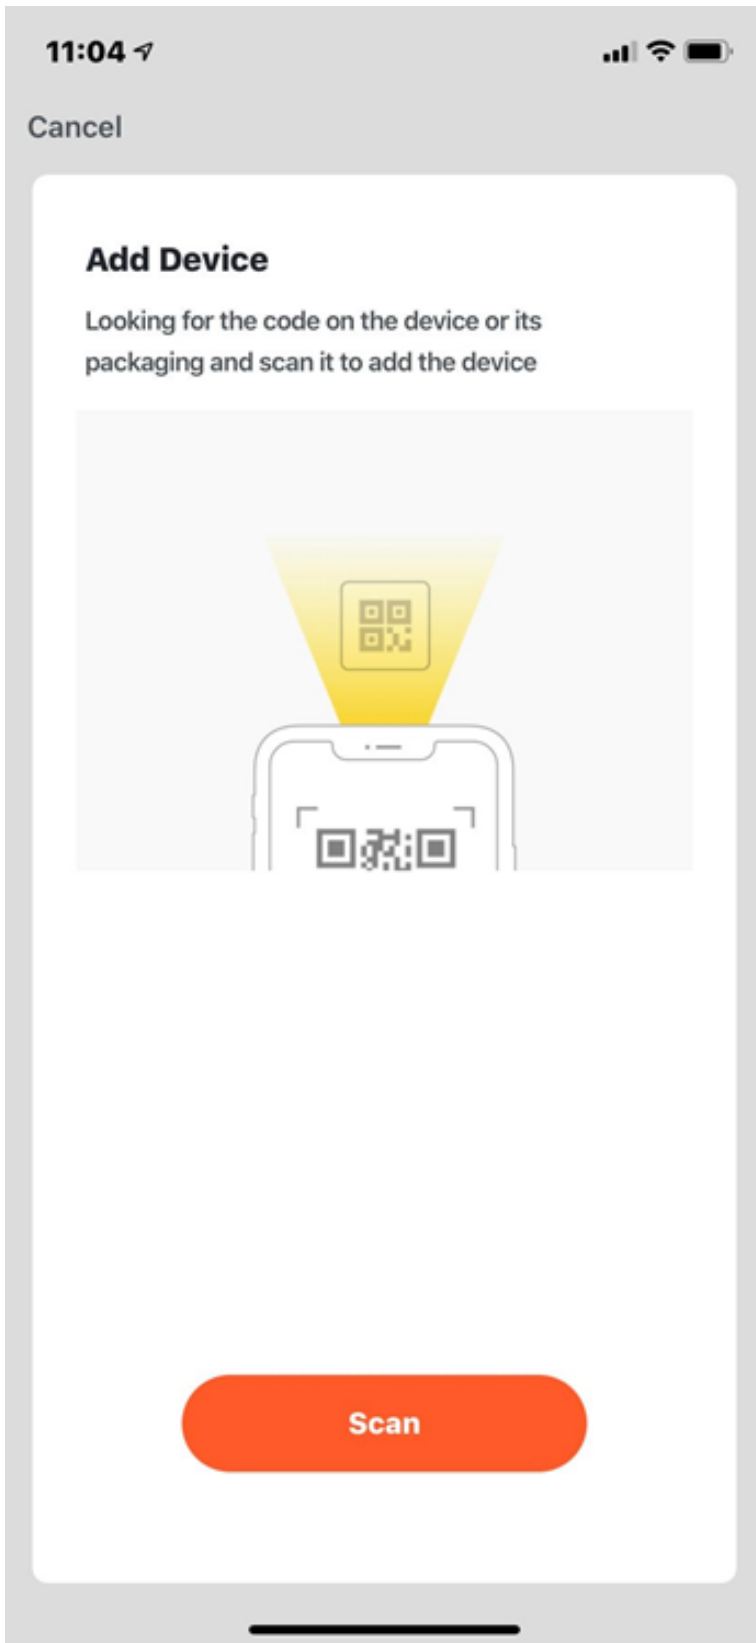 11:04
Cancel
Add Device
Looking for the code on the device or its
packaging and scan it to add the device
Scan